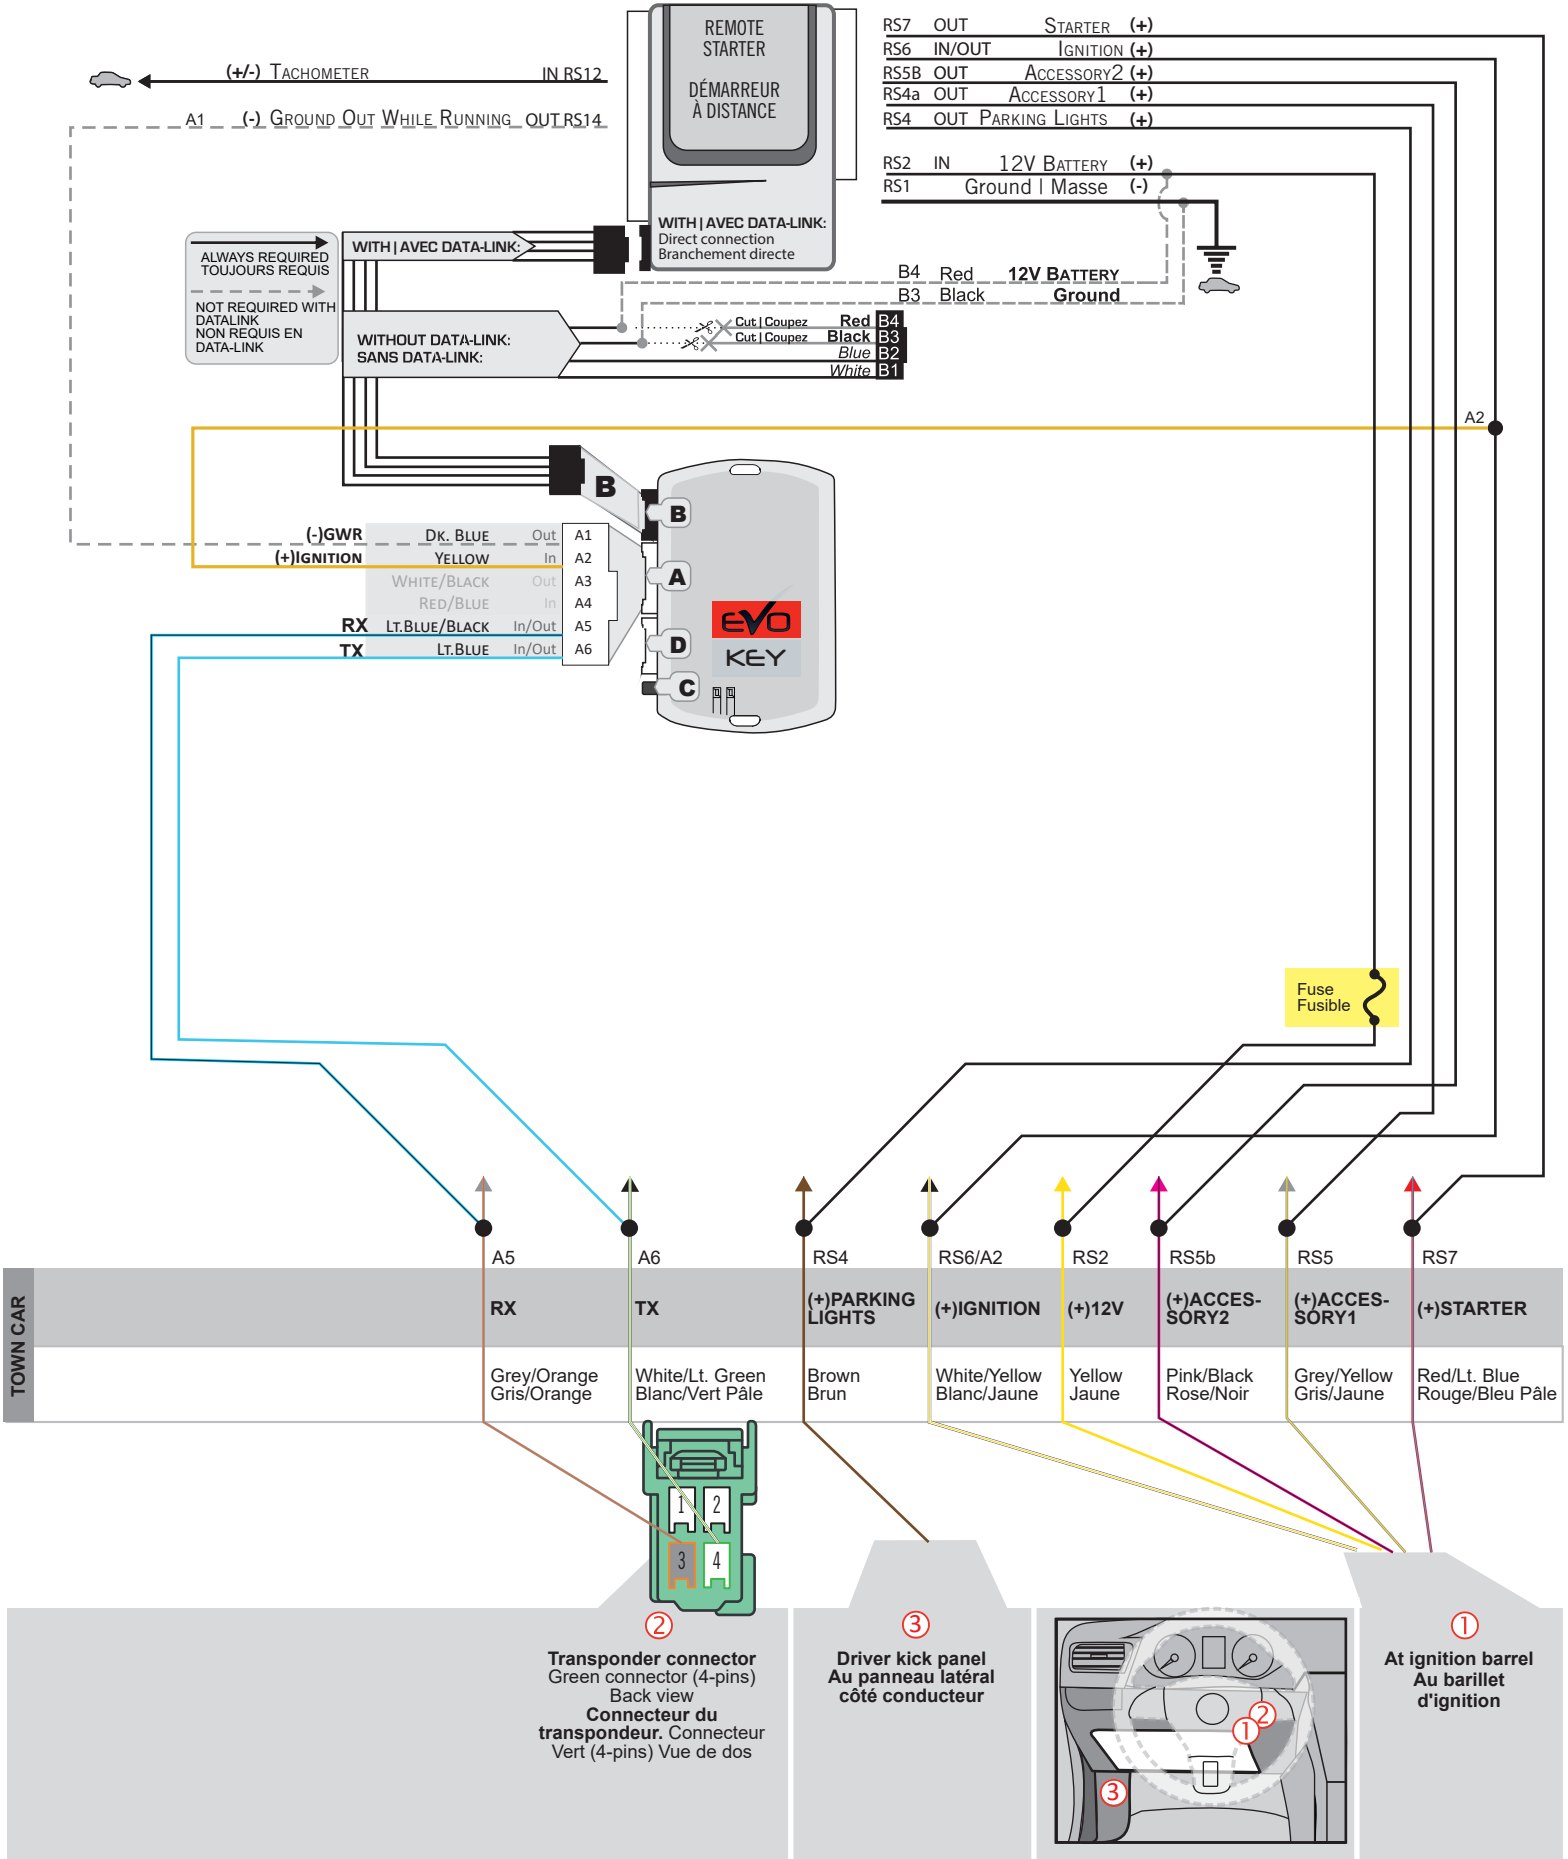 REMOTE
STARTER
DÉMARREUR
À DISTANCE
WITH | AVEC DATA-LINK:
Direct connection
Branchement directe
(+/-) TACHOMETER IN RS12
A1 (-) GROUND OUT WHILE RUNNING OUT RS14
RS7 OUT STARTER (+)
RS6 IN/OUT IGNITION (+)
RS5B OUT ACCESSORY2 (+)
RS4a OUT ACCESSORY1 (+)
RS4 OUT PARKING LIGHTS (+)
RS2 IN 12V BATTERY (+)
RS1 Ground | Masse (-)
ALWAYS REQUIRED
TOUJOURS REQUIS
NOT REQUIRED WITH
DATALINK
NON REQUIS EN
DATA-LINK
WITH | AVEC DATA-LINK:
WITHOUT DATA-LINK:
SANS DATA-LINK:
B4 Red 12V BATTERY
B3 Black Ground
Cut | Coupez Red B4
Cut | Coupez Black B3
Blue B2
White B1
A2
B
(-)GWR DK. BLUE Out A1
(+)IGNITION YELLOW In A2
WHITE/BLACK Out A3
RED/BLUE In A4
RX LT.BLUE/BLACK In/Out A5
TX LT.BLUE In/Out A6
B
A
D
C
EVO
KEY
Fuse
Fusible
A5 A6 RS4 RS6/A2 RS2 RS5b RS5 RS7
TOWN CAR
RX
TX
(+)PARKING
LIGHTS
(+)IGNITION
(+)12V
(+)ACCES-
SORY2
(+)ACCES-
SORY1
(+)STARTER
Grey/Orange
Gris/Orange
White/Lt. Green
Blanc/Vert Pâle
Brown
Brun
White/Yellow
Blanc/Jaune
Yellow
Jaune
Pink/Black
Rose/Noir
Grey/Yellow
Gris/Jaune
Red/Lt. Blue
Rouge/Bleu Pâle
1 2
3 4
2
Transponder connector
Green connector (4-pins)
Back view
Connecteur du
transpondeur. Connecteur
Vert (4-pins) Vue de dos
3
Driver kick panel
Au panneau latéral
côté conducteur
2
1
3
1
At ignition barrel
Au barillet
d'ignition